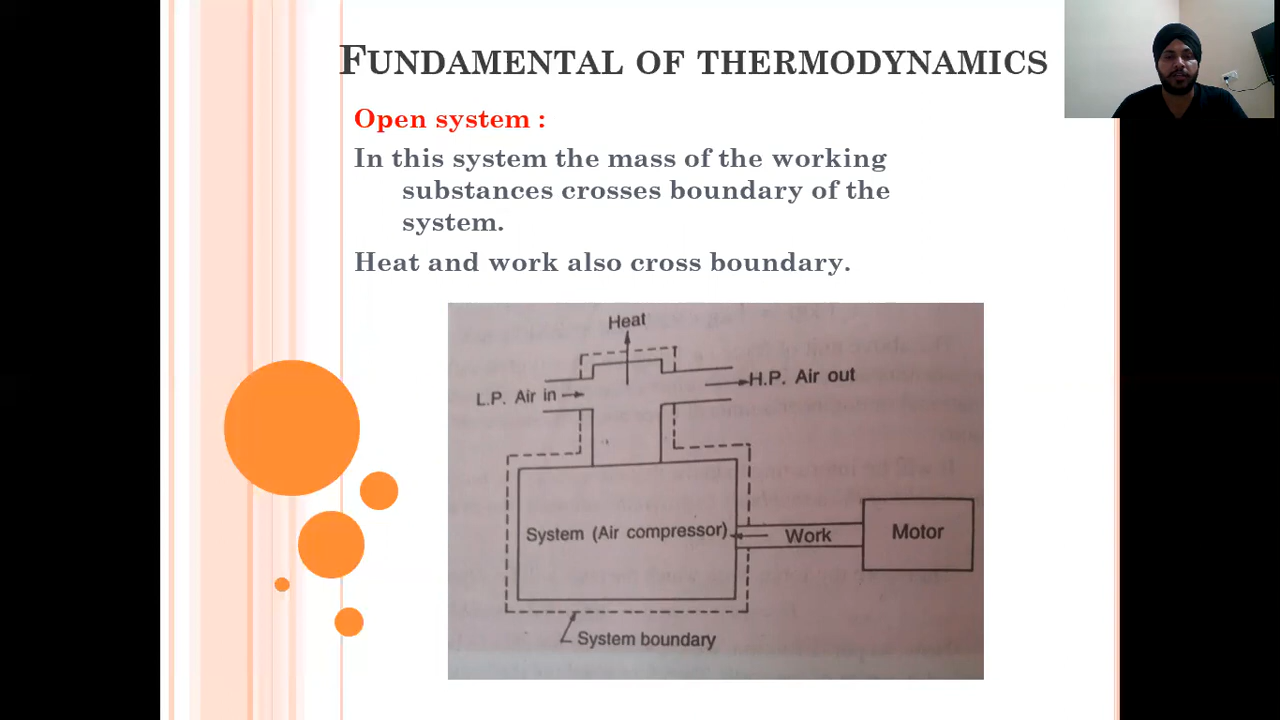 FUNDAMENTAL OF THERMODYNAMICS
Open system :
In this system the mass of the working
substances crosses boundary of the
system.
Heat and work also cross boundary.
Heat
L.P. Air in
H.P. Air out
System (Air compressor)
Work
Motor
System boundary